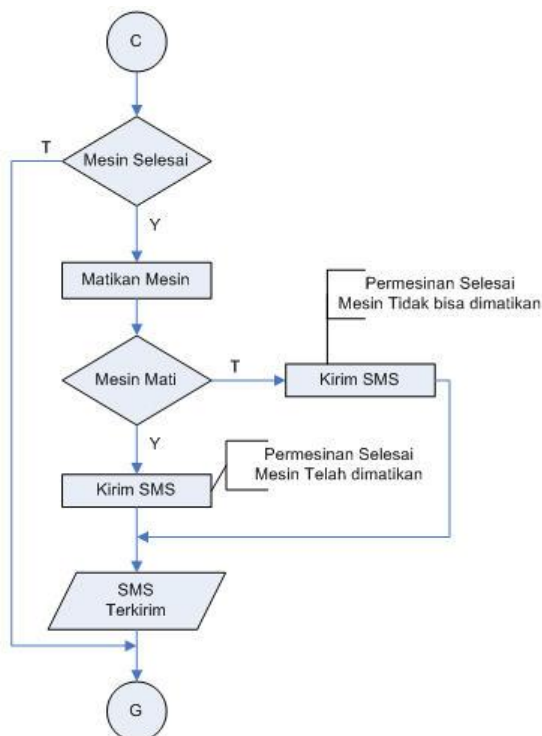 C
T
Mesin Selesai
Y
Matikan Mesin
Permesinan Selesai
Mesin Tidak bisa dimatikan
Mesin Mati
T
Kirim SMS
Y
Permesinan Selesai
Mesin Telah dimatikan
Kirim SMS
SMS
Terkirim
G